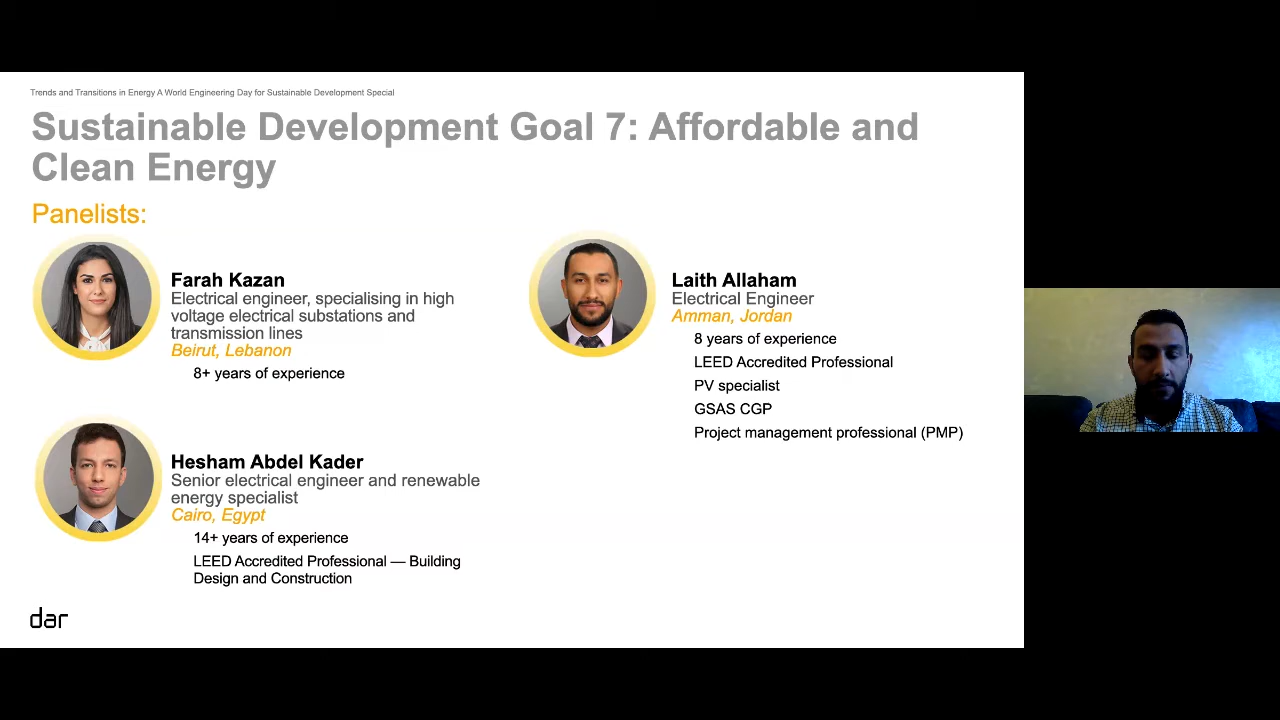 Trends and Transitions in Energy A World Engineering Day for Sustainable Development Special
Sustainable Development Goal 7: Affordable and
Clean Energy
Panelists:
Farah Kazan
Electrical engineer, specialising in high
voltage electrical substations and
transmission lines
Beirut, Lebanon
8+ years of experience
Hesham Abdel Kader
Senior electrical engineer and renewable
energy specialist
Cairo, Egypt
14+ years of experience
LEED Accredited Professional — Building
Design and Construction
Laith Allaham
Electrical Engineer
Amman, Jordan
8 years of experience
LEED Accredited Professional
PV specialist
GSAS CGP
Project management professional (PMP)
dar